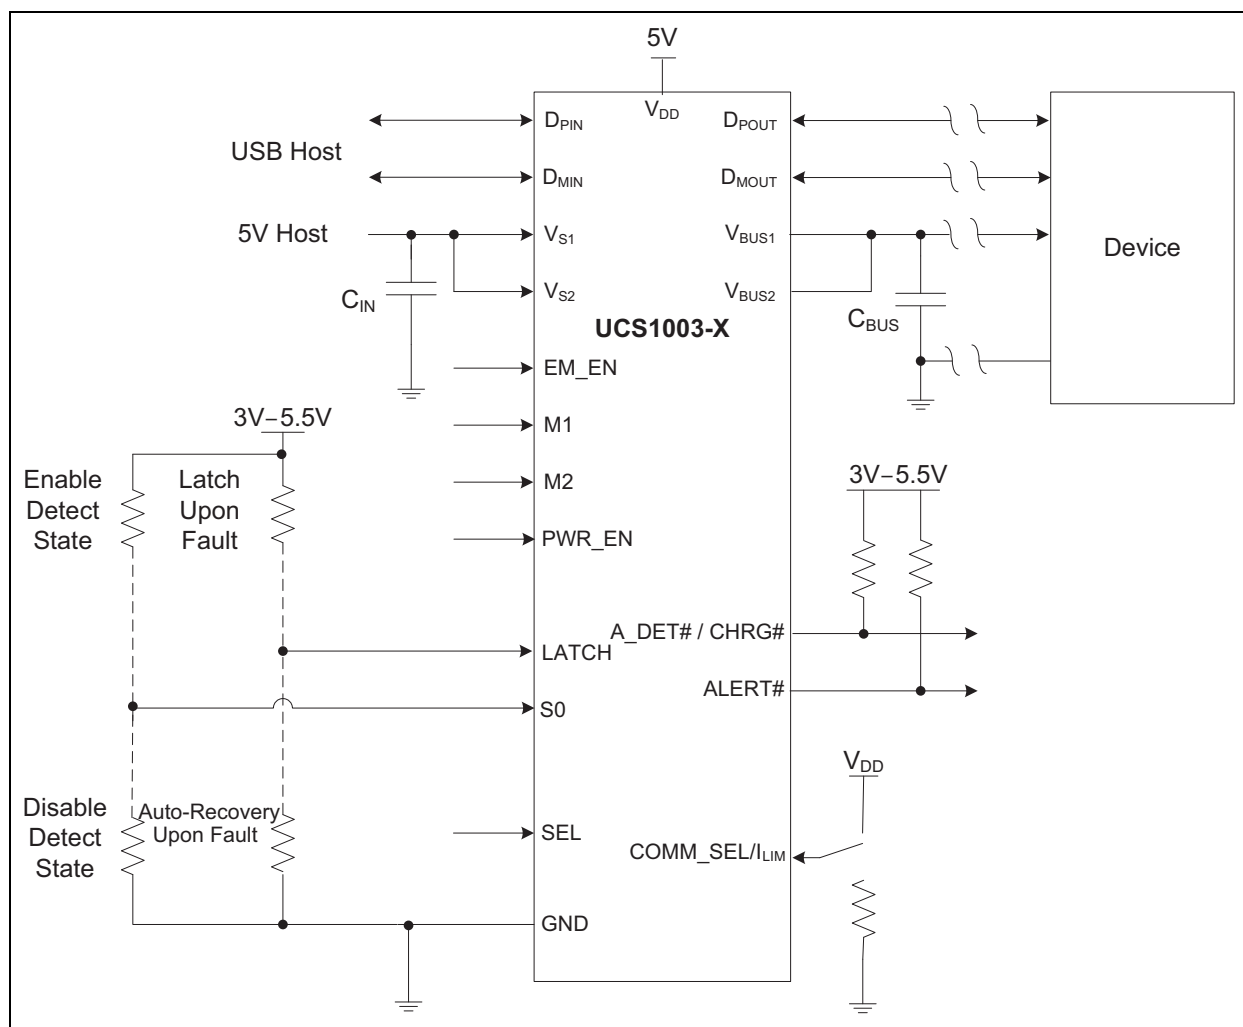 5V
VDD
DPIN
DPOUT
USB Host
DMIN
DMOUT
5V Host
VS1
VBUS1
Device
CIN
VS2
VBUS2
CBUS
UCS1003-X
EM_EN
3V–5.5V
M1
Enable
Detect
State
Latch
Upon
Fault
M2
3V–5.5V
PWR_EN
A_DET# / CHRG#
LATCH
ALERT#
S0
VDD
Disable
Detect
State
Auto-Recovery
Upon Fault
SEL
COMM_SEL/ILIM
GND